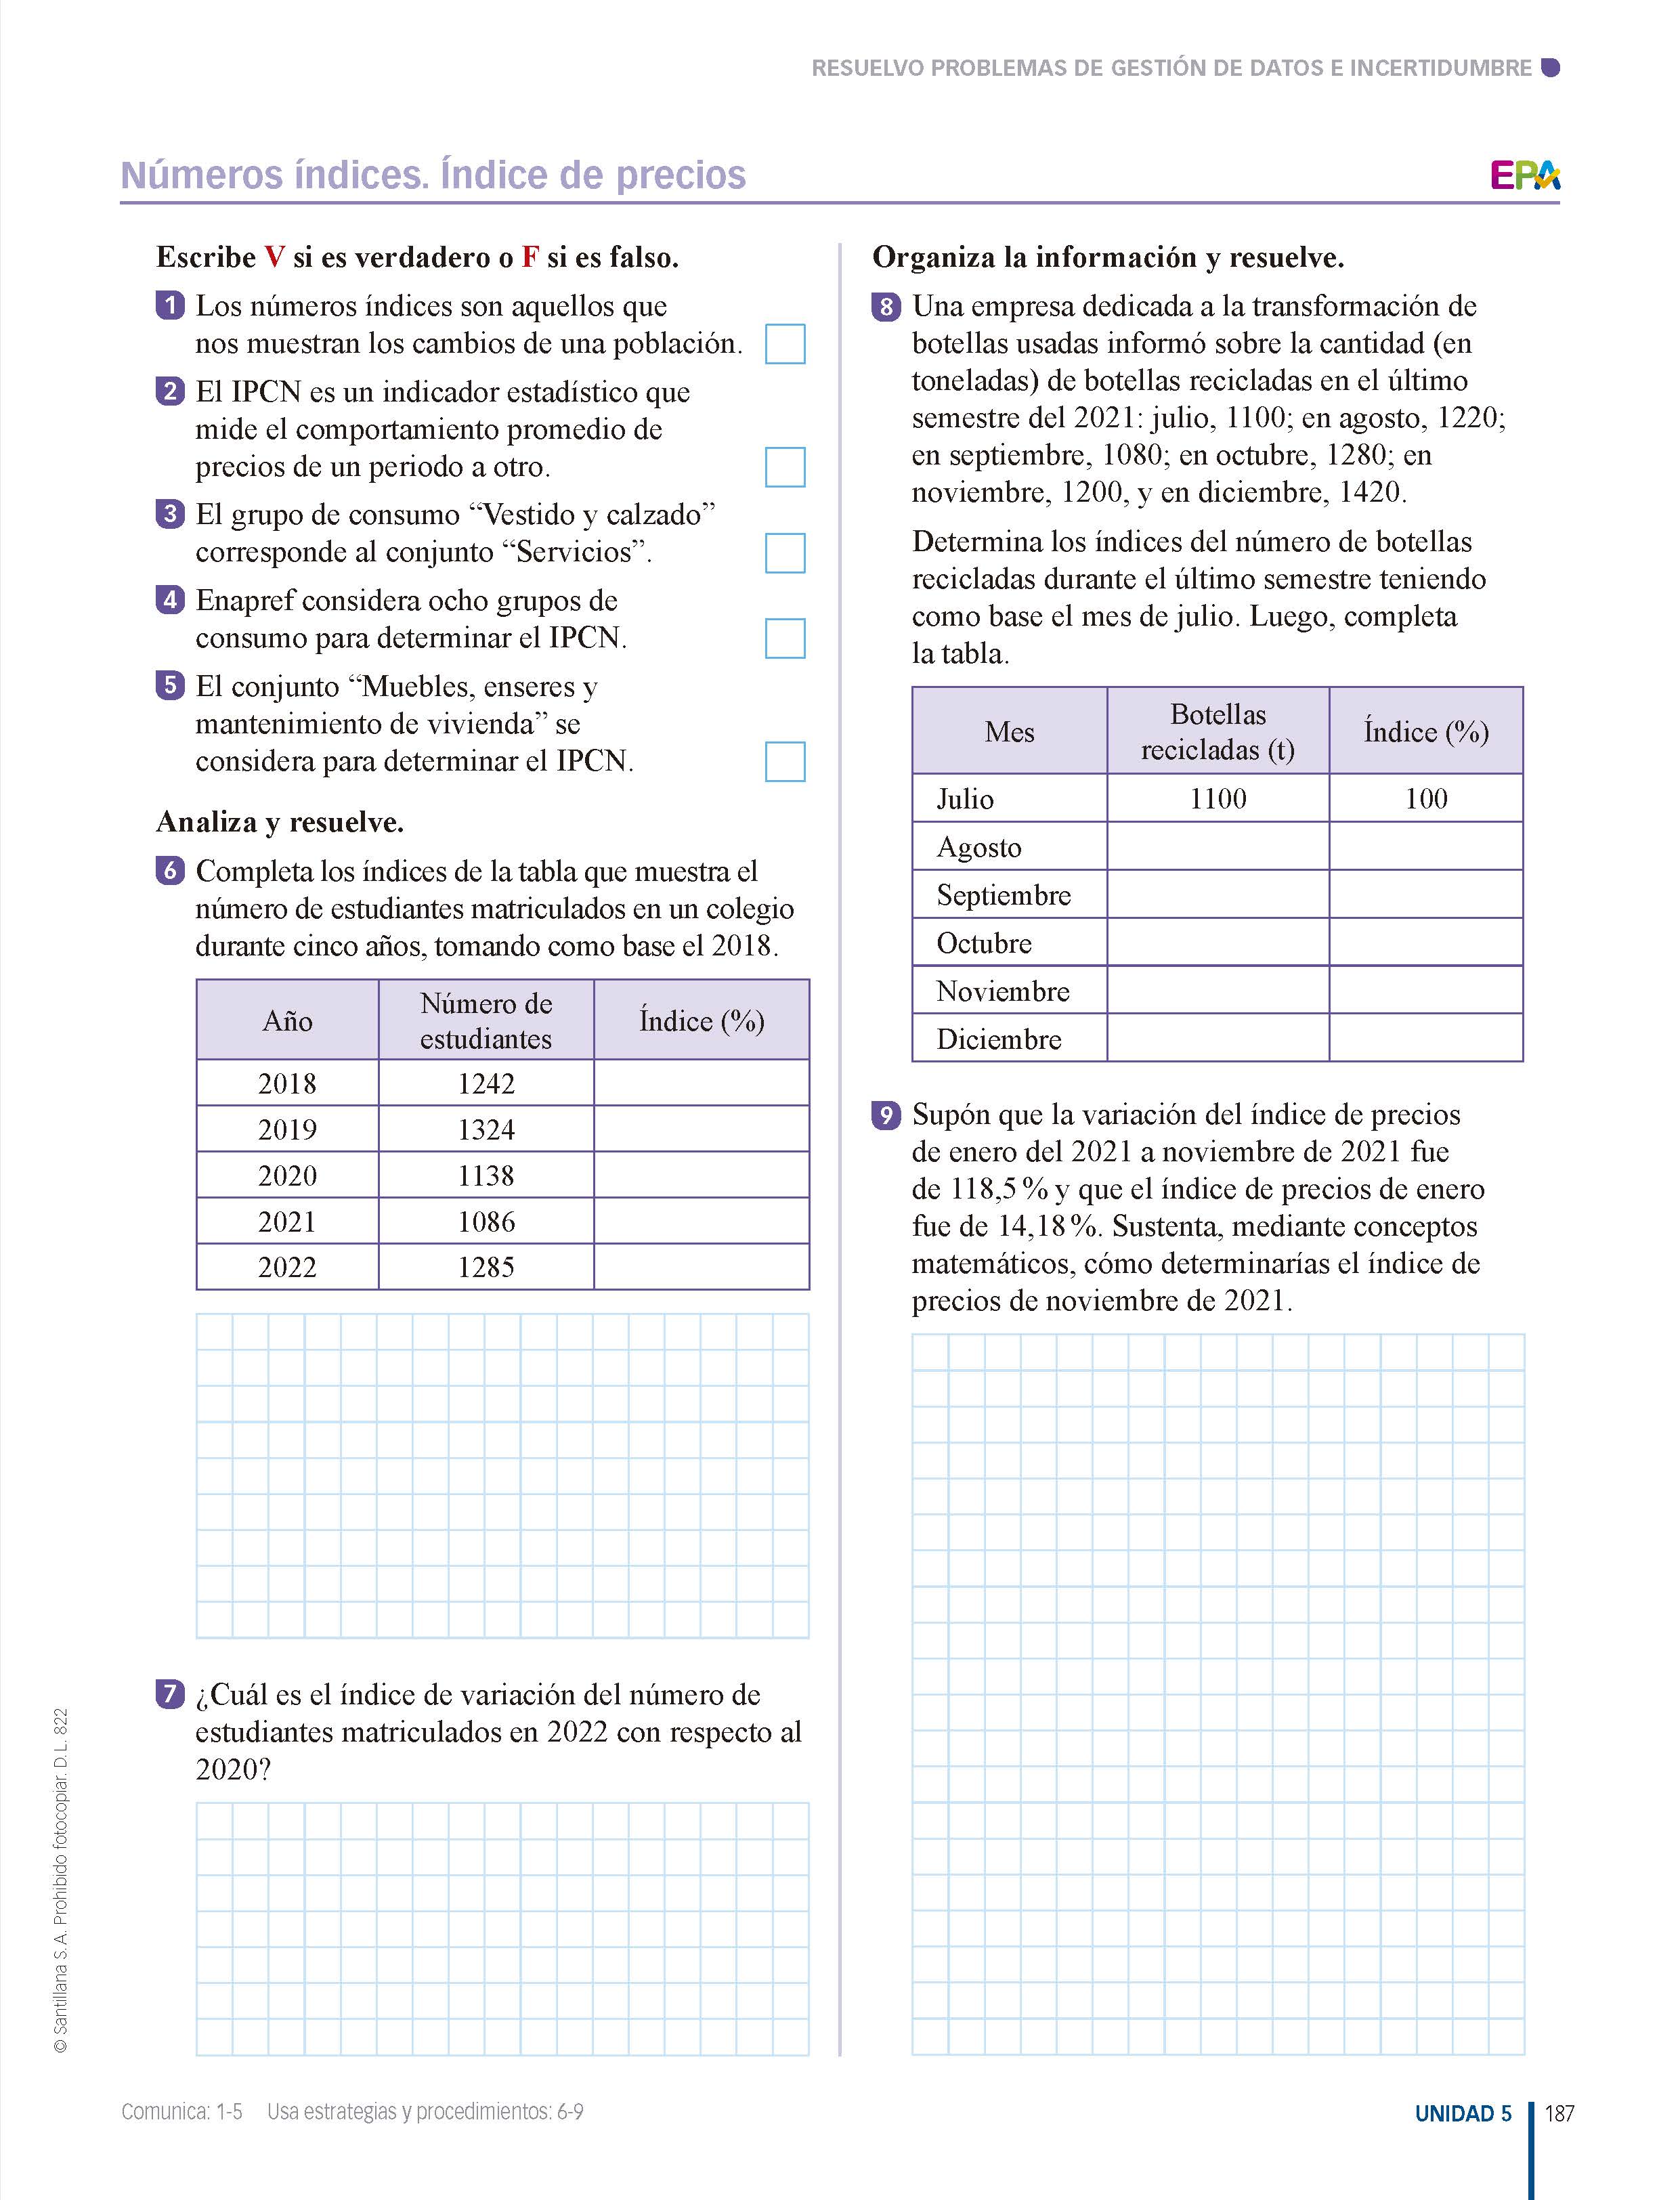 RESUELVO PROBLEMAS DE GESTIÓN DE DATOS E INCERTIDUMBRE
Números índices. Índice de precios
EPA
Escribe V si es verdadero o F si es falso.
1 Los números índices son aquellos que
nos muestran los cambios de una población.
2 El IPCN es un indicador estadístico que
mide el comportamiento promedio de
precios de un periodo a otro.
3 El grupo de consumo “Vestido y calzado”
corresponde al conjunto “Servicios”.
4 Enapref considera ocho grupos de
consumo para determinar el IPCN.
5 El conjunto “Muebles, enseres y
mantenimiento de vivienda” se
considera para determinar el IPCN.
Analiza y resuelve.
6 Completa los índices de la tabla que muestra el
número de estudiantes matriculados en un colegio
durante cinco años, tomando como base el 2018.
Año
Número de
estudiantes
Índice (%)
2018 1242
2019 1324
2020 1138
2021 1086
2022 1285
7 ¿Cuál es el índice de variación del número de
estudiantes matriculados en 2022 con respecto al
2020?
Organiza la información y resuelve.
8 Una empresa dedicada a la transformación de
botellas usadas informó sobre la cantidad (en
toneladas) de botellas recicladas en el último
semestre del 2021: julio, 1100; en agosto, 1220;
en septiembre, 1080; en octubre, 1280; en
noviembre, 1200, y en diciembre, 1420.
Determina los índices del número de botellas
recicladas durante el último semestre teniendo
como base el mes de julio. Luego, completa
la tabla.
Mes
Botellas
recicladas (t)
Índice (%)
Julio 1100 100
Agosto
Septiembre
Octubre
Noviembre
Diciembre
9 Supón que la variación del índice de precios
de enero del 2021 a noviembre de 2021 fue
de 118,5 % y que el índice de precios de enero
fue de 14,18 %. Sustenta, mediante conceptos
matemáticos, cómo determinarías el índice de
precios de noviembre de 2021.
© Santillana S. A. Prohibido fotocopiar. D. L. 822
Comunica: 1-5 Usa estrategias y procedimientos: 6-9
UNIDAD 5 187